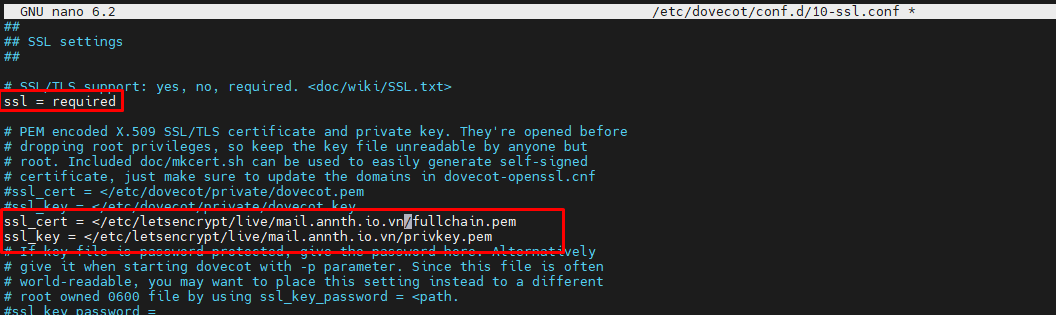 GNU nano 6.2 /etc/dovecot/conf.d/10-ssl.conf *
##
## SSL settings
##
# SSL/TLS support: yes, no, required. <doc/wiki/SSL.txt>
ssl = required
# PEM encoded X.509 SSL/TLS certificate and private key. They're opened before
# dropping root privileges, so keep the key file unreadable by anyone but
# root. Included doc/mkcert.sh can be used to easily generate self-signed
# certificate, just make sure to update the domains in dovecot-openssl.cnf
#ssl_cert = </etc/dovecot/private/dovecot.pem
#ssl_key = </etc/dovecot/private/dovecot.key
ssl_cert = </etc/letsencrypt/live/mail.annth.io.vn/fullchain.pem
ssl_key = </etc/letsencrypt/live/mail.annth.io.vn/privkey.pem
# If key file is password protected, give the password here. Alternatively
# give it when starting dovecot with -p parameter. Since this file is often
# world-readable, you may want to place this setting instead to a different
# root owned 0600 file by using ssl_key_password = <path.
#ssl_key_password =